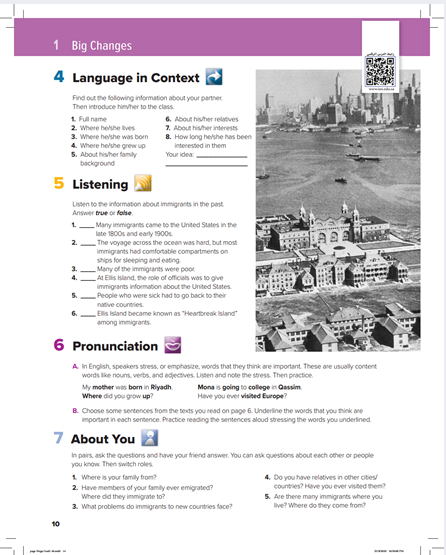 1 Big Changes
www.ien.edu.sa
4 Language in Context
Find out the following information about your partner.
Then introduce him/her to the class.
1. Full name
2. Where he/she lives
3. Where he/she was born
4. Where he/she grew up
5. About his/her family
background
6. About his/her relatives
7. About his/her interests
8. How long he/she has been
interested in them
Your idea:
5 Listening
Listen to the information about immigrants in the past.
Answer true or false.
1. ____ Many immigrants came to the United States in the
late 1800s and early 1900s.
2. ____ The voyage across the ocean was hard, but most
immigrants had comfortable compartments on
ships for sleeping and eating.
3. ____ Many of the immigrants were poor.
4. ____ At Ellis Island, the role of officials was to give
immigrants information about the United States.
5. ____ People who were sick had to go back to their
native countries.
6. ____ Ellis Island became known as “Heartbreak Island”
among immigrants.
6 Pronunciation
A. In English, speakers stress, or emphasize, words that they think are important. These are usually content
words like nouns, verbs, and adjectives. Listen and note the stress. Then practice.
My mother was born in Riyadh.
Where did you grow up?
Mona is going to college in Qassim.
Have you ever visited Europe?
B. Choose some sentences from the texts you read on page 6. Underline the words that you think are
important in each sentence. Practice reading the sentences aloud stressing the words you underlined.
7 About You
In pairs, ask the questions and have your friend answer. You can ask questions about each other or people
you know. Then switch roles.
1. Where is your family from?
2. Have members of your family ever emigrated?
Where did they immigrate to?
3. What problems do immigrants to new countries face?
4. Do you have relatives in other cities/
countries? Have you ever visited them?
5. Are there many immigrants where you
live? Where do they come from?
10